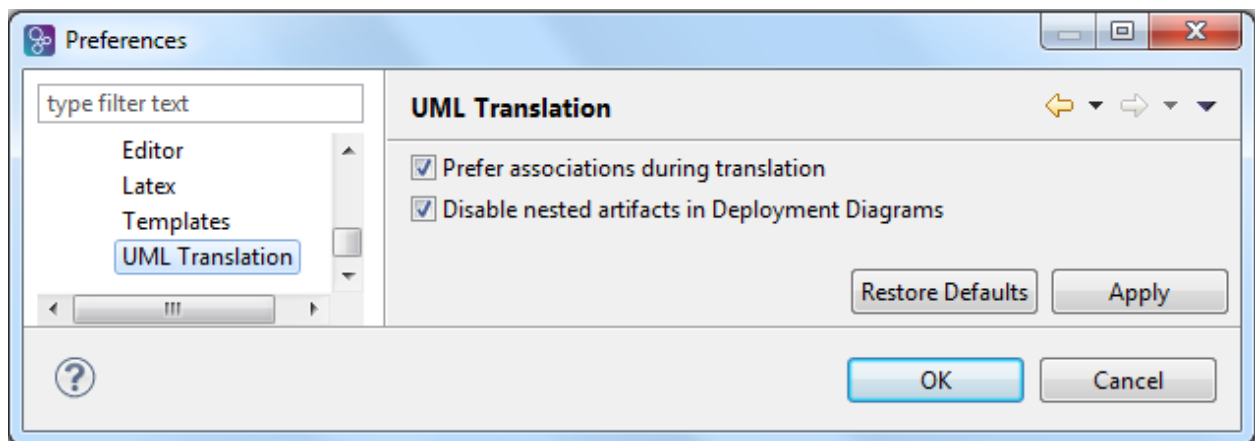 Preferences
type filter text
Editor
Latex
Templates
UML Translation
UML Translation
Prefer associations during translation
Disable nested artifacts in Deployment Diagrams
Restore Defaults
Apply
OK
Cancel